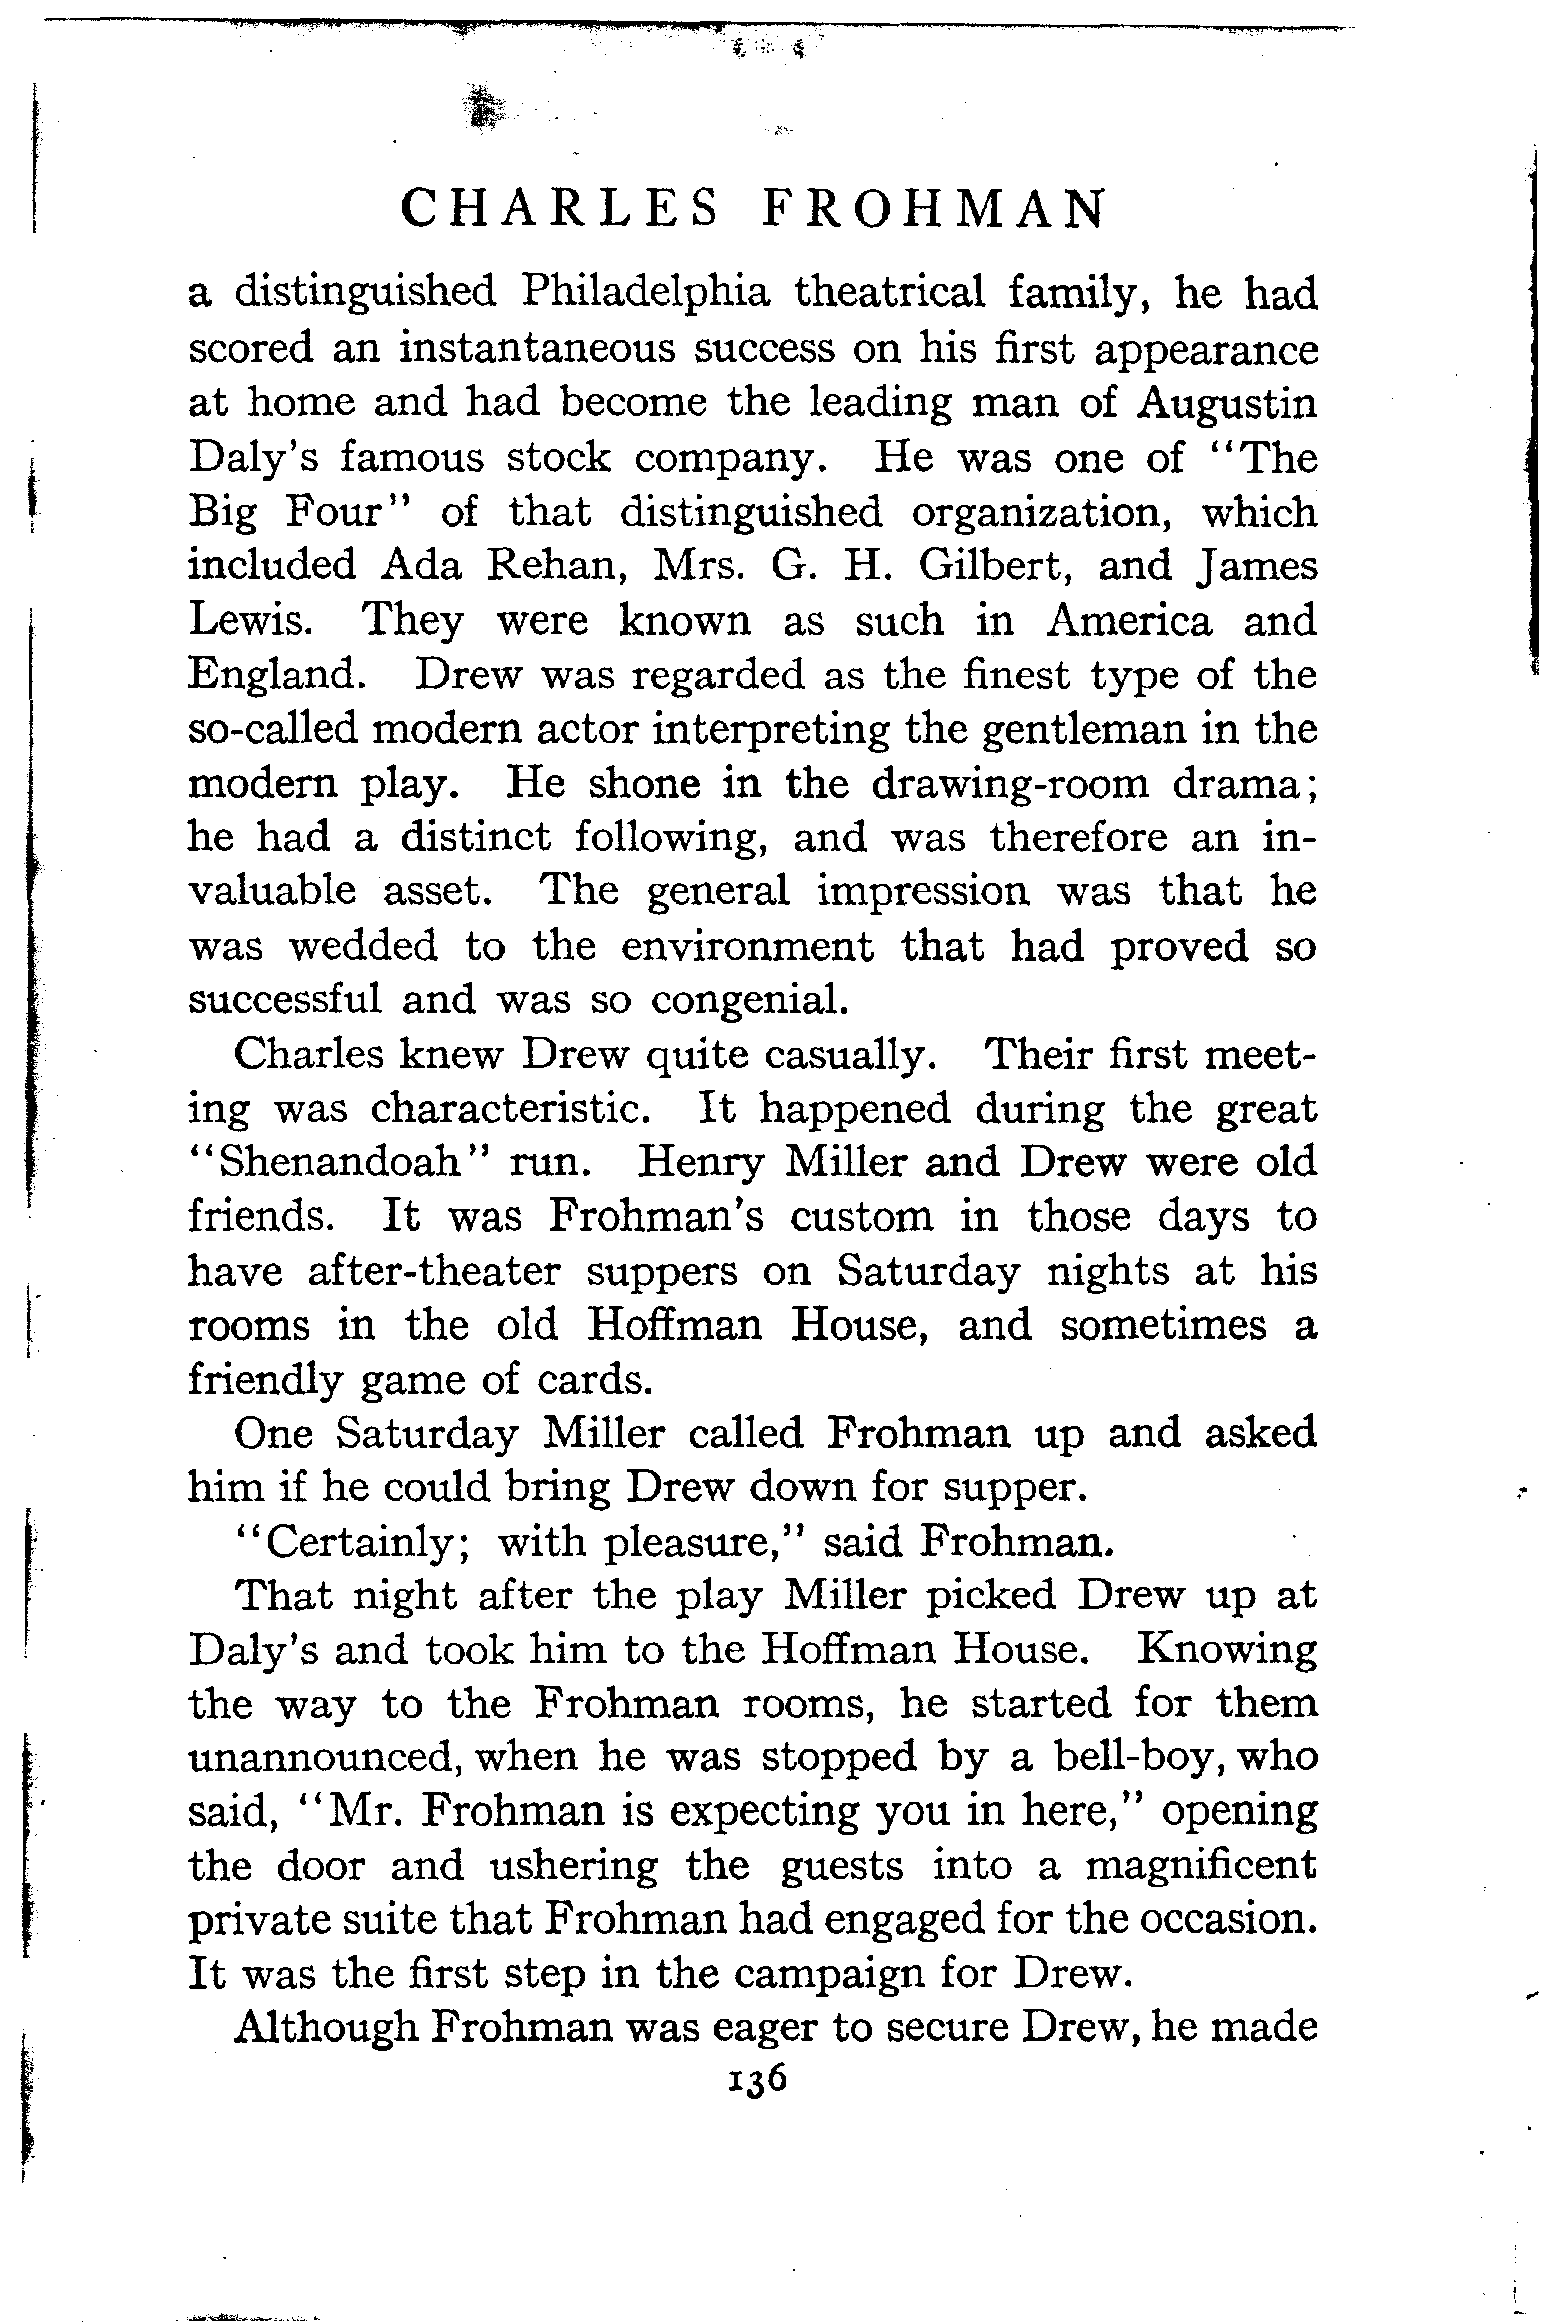 CHARLES FROHMAN
a distinguished Philadelphia theatrical family, he had
scored an instantaneous success on his first appearance
at home and had become the leading man of Augustin
Daly's famous stock company. He was one of "The
Big Four" of that distinguished organization, which
included Ada Rehan, Mrs. G. H. Gilbert, and James
Lewis. They were known as such in America and
England. Drew was regarded as the finest type of the
so-called modern actor interpreting the gentleman in the
modern play. He shone in the drawing-room drama;
he had a distinct following, and was therefore an in-
valuable asset. The general impression was that he
was wedded to the environment that had proved so
successful and was so congenial.
Charles knew Drew quite casually. Their first meet-
ing was characteristic. It happened during the great
"Shenandoah" run. Henry Miller and Drew were old
friends. It was Frohman's custom in those days to
have after-theater suppers on Saturday nights at his
rooms in the old Hoffman House, and sometimes a
friendly game of cards.
One Saturday Miller called Frohman up and asked
him if he could bring Drew down for supper.
"Certainly; with pleasure," said Frohman.
That night after the play Miller picked Drew up at
Daly's and took him to the Hoffman House. Knowing
the way to the Frohman rooms, he started for them
unannounced, when he was stopped by a bell-boy, who
said, "Mr. Frohman is expecting you in here," opening
the door and ushering the guests into a magnificent
private suite that Frohman had engaged for the occasion.
It was the first step in the campaign for Drew.
Although Frohman was eager to secure Drew, he made
136